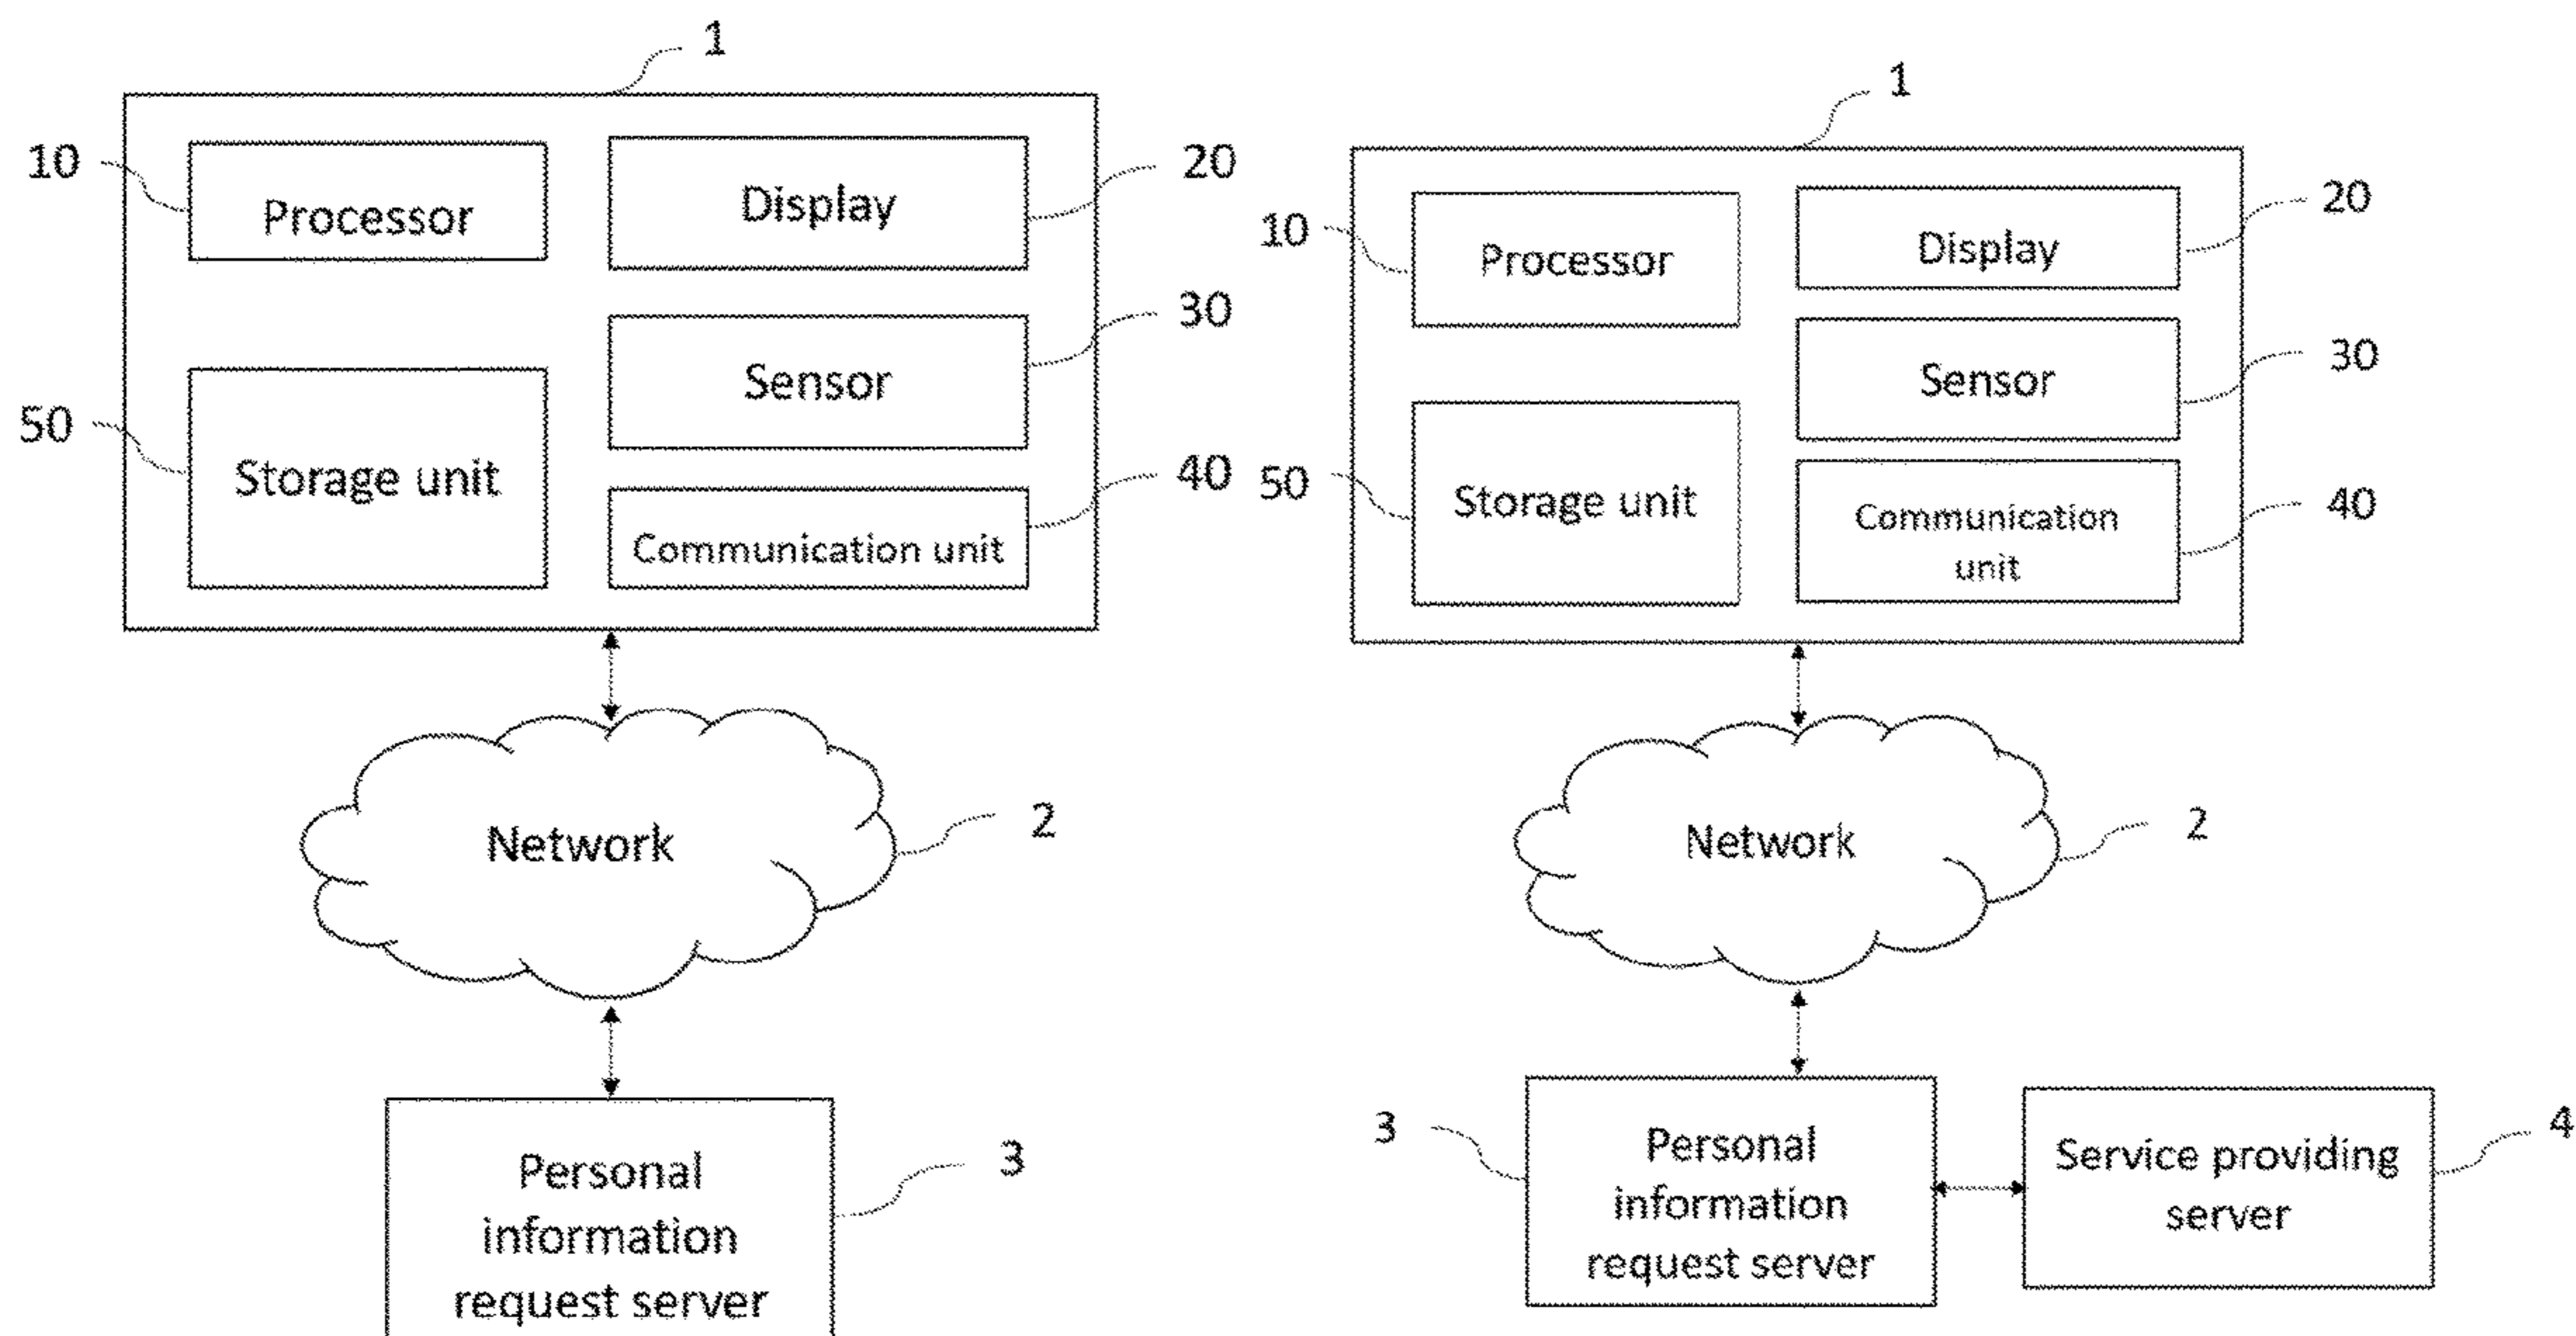 1
10
Processor
Display
20
30
Sensor
50
Storage unit
40
Communication unit
Network
2
Personal
information
request server
3
1
10
Processor
Display
20
Sensor
30
50
Storage unit
Communication
unit
40
Network
2
3
Personal
information
request server
Service providing
server
4